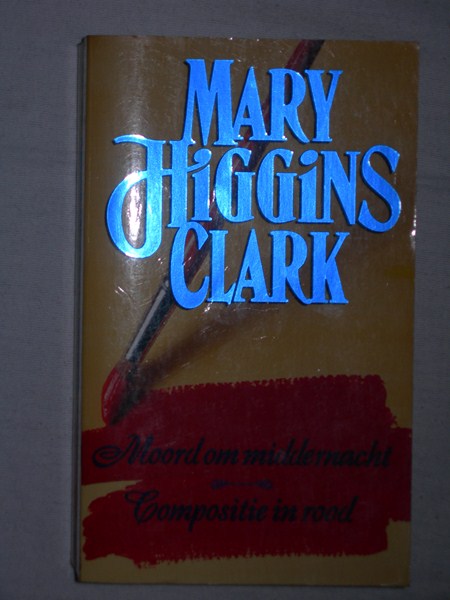 MARY
HiGGiNS
CLARK
Moord om middernacht
Compositie in rood